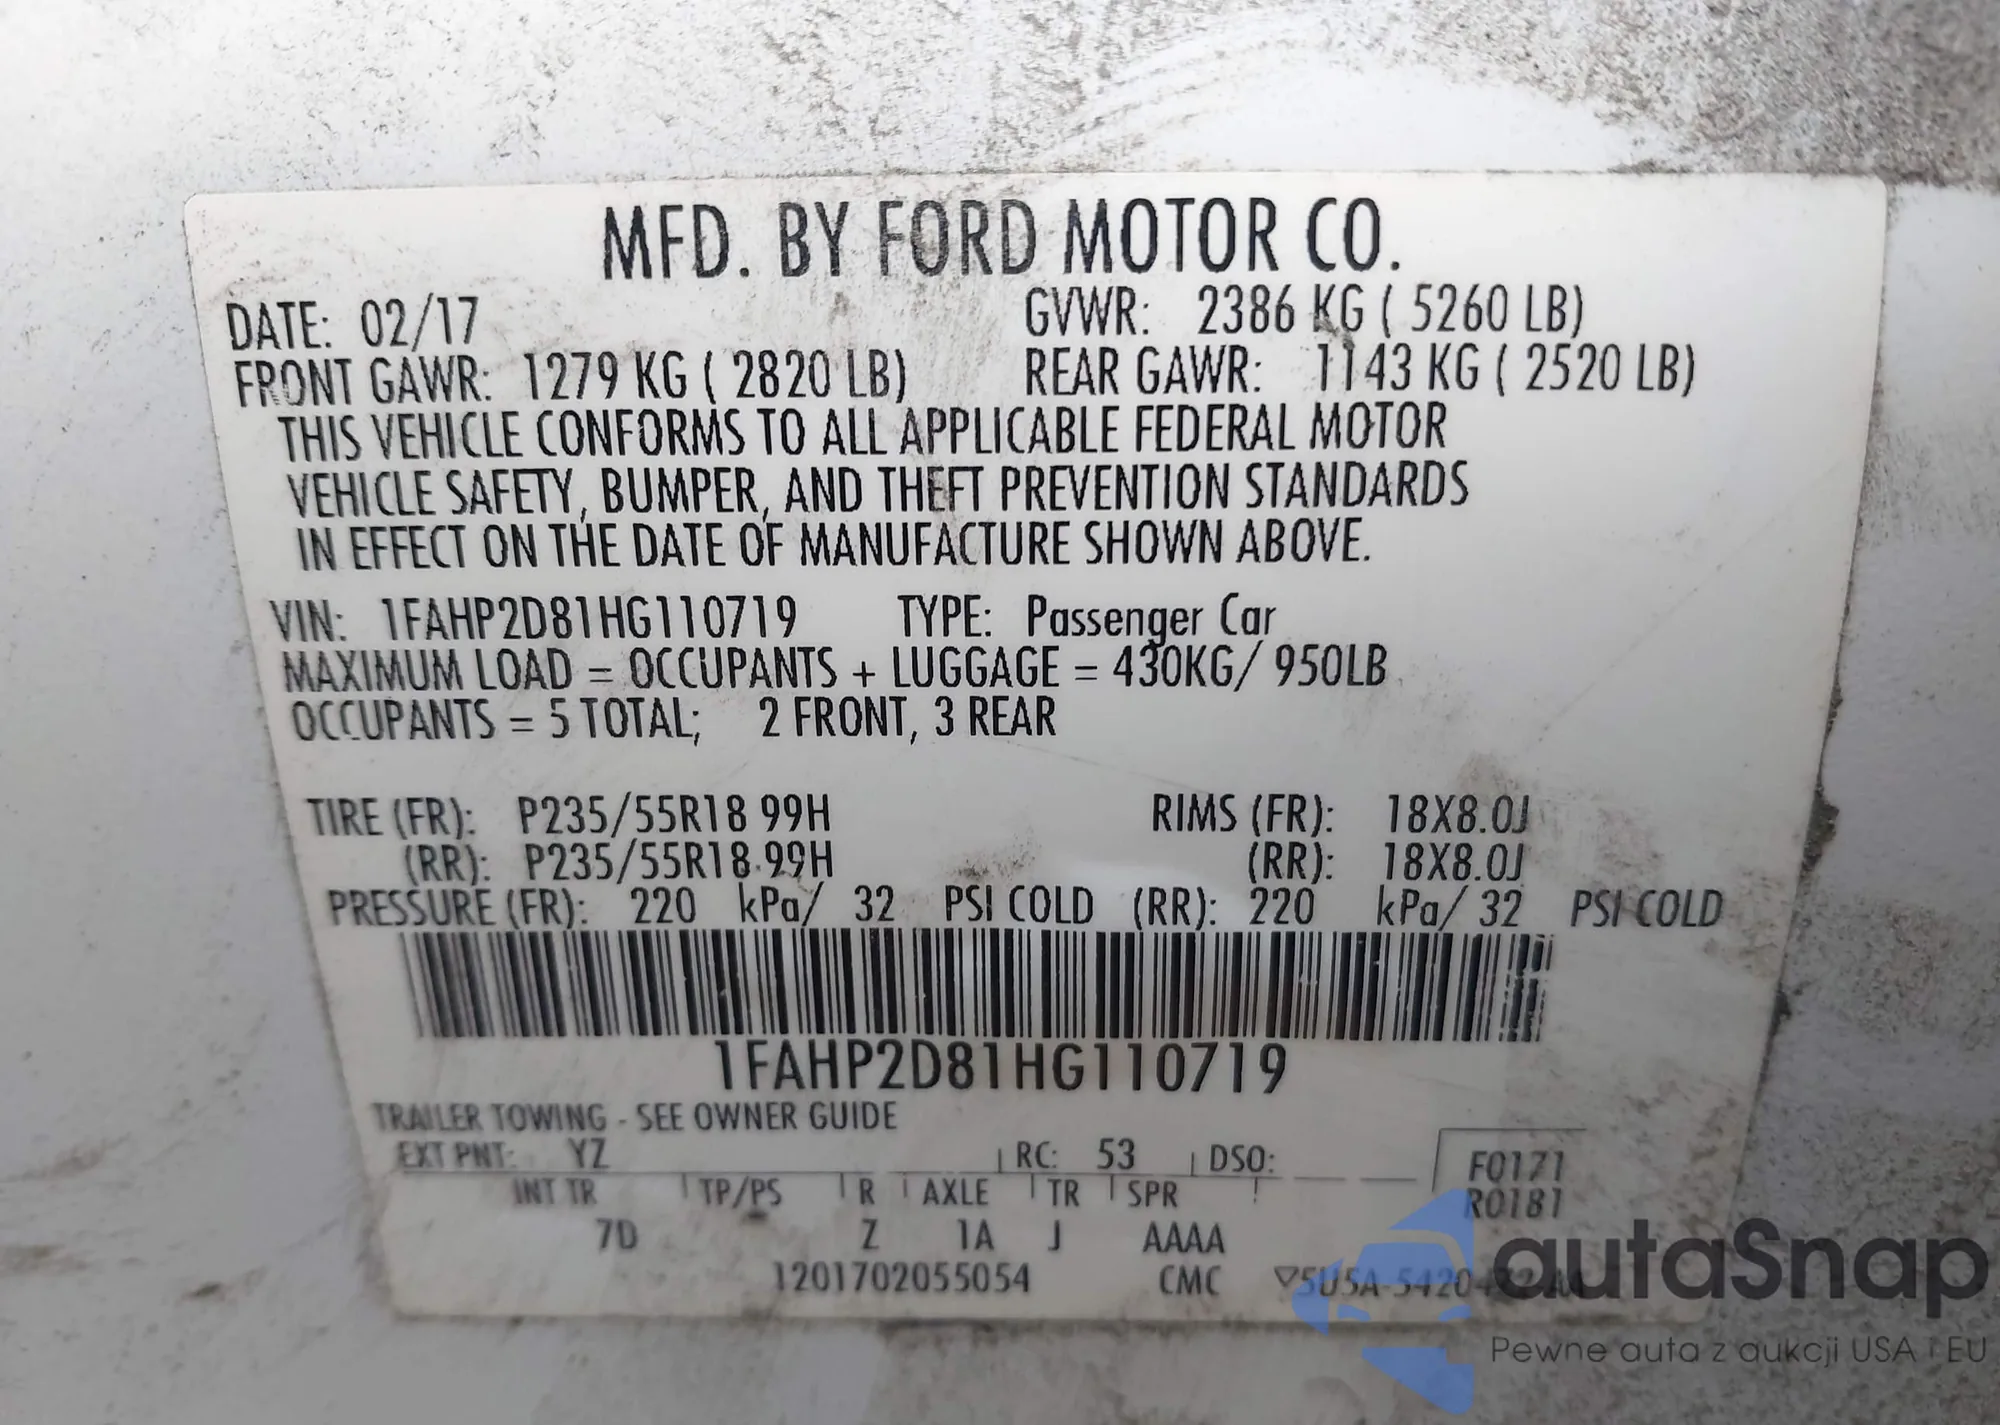 MFD. BY FORD MOTOR CO.
DATE: 02/17 GVWR: 2386 KG ( 5260 LB)
FRONT GAWR: 1279 KG ( 2820 LB) REAR GAWR: 1143 KG ( 2520 LB)
THIS VEHICLE CONFORMS TO ALL APPLICABLE FEDERAL MOTOR
VEHICLE SAFETY, BUMPER, AND THEFT PREVENTION STANDARDS
IN EFFECT ON THE DATE OF MANUFACTURE SHOWN ABOVE.
VIN: 1FAHP2D81HG110719 TYPE: Passenger Car
MAXIMUM LOAD = OCCUPANTS + LUGGAGE = 430KG/ 950LB
OCCUPANTS = 5 TOTAL; 2 FRONT, 3 REAR
TIRE (FR): P235/55R18 99H RIMS (FR): 18X8.0J
(RR): P235/55R18 99H (RR): 18X8.0J
PRESSURE (FR): 220 kPa/ 32 PSI COLD (RR): 220 kPa/ 32 PSI COLD
1FAHP2D81HG110719
TRAILER TOWING - SEE OWNER GUIDE
EXT PNT: YZ RC: 53 DSO: F0171
INT TR TP/PS R AXLE TR SPR R0181
7D Z 1A J AAAA
1201702055054 CMC
autaSnap
Pewne auta z aukcji USA i EU